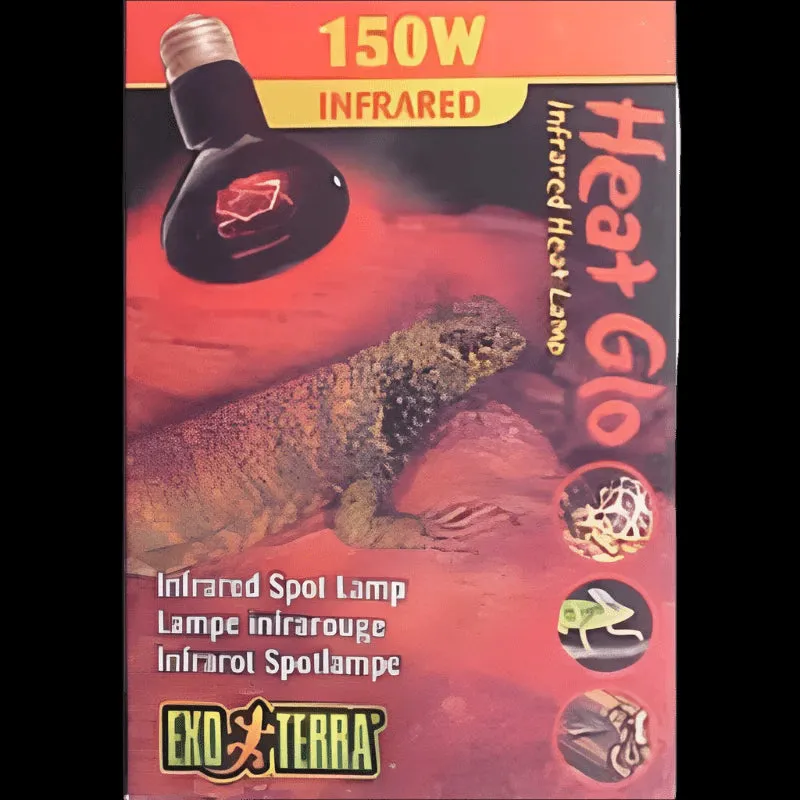 150W
INFRARED
Heat Glo
Infrared Heat Lamp
Infrared Spot Lamp
Lampe infrarouge
Infrarot Spotlampe
EXO TERRA